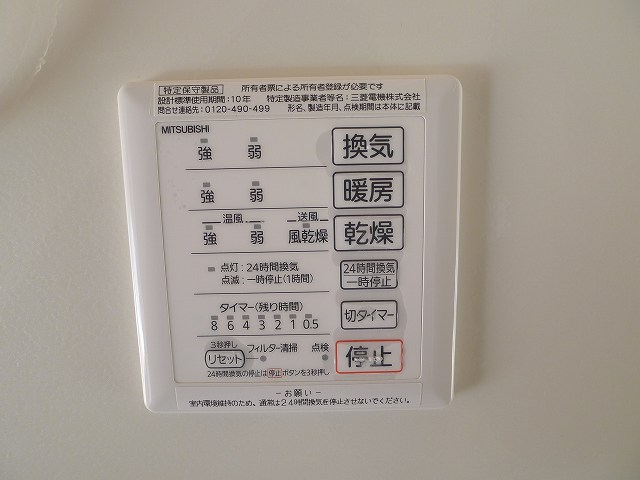 特定保守製品 所有者票による所有者登録が必要です
設計標準使用期間:10年 特定製造事業者等名:三菱電機株式会社
問合せ連絡先:0120-490-499 形名、製造年月、点検期間は本体に記載
MITSUBISHI
強 弱 換気
強 弱 暖房
温風 送風
強 弱 風乾燥 乾燥
点灯:24時間換気
点滅:一時停止(1時間)
24時間換気
一時停止
タイマー(残り時間)
8 6 4 3 2 1 0.5
切タイマー
3秒押し
リセット フィルター清掃 点検
停止
24時間換気の停止は停止ボタンを3秒押し
-お願い-
室内環境維持のため、通常は24時間換気を停止させないでください。